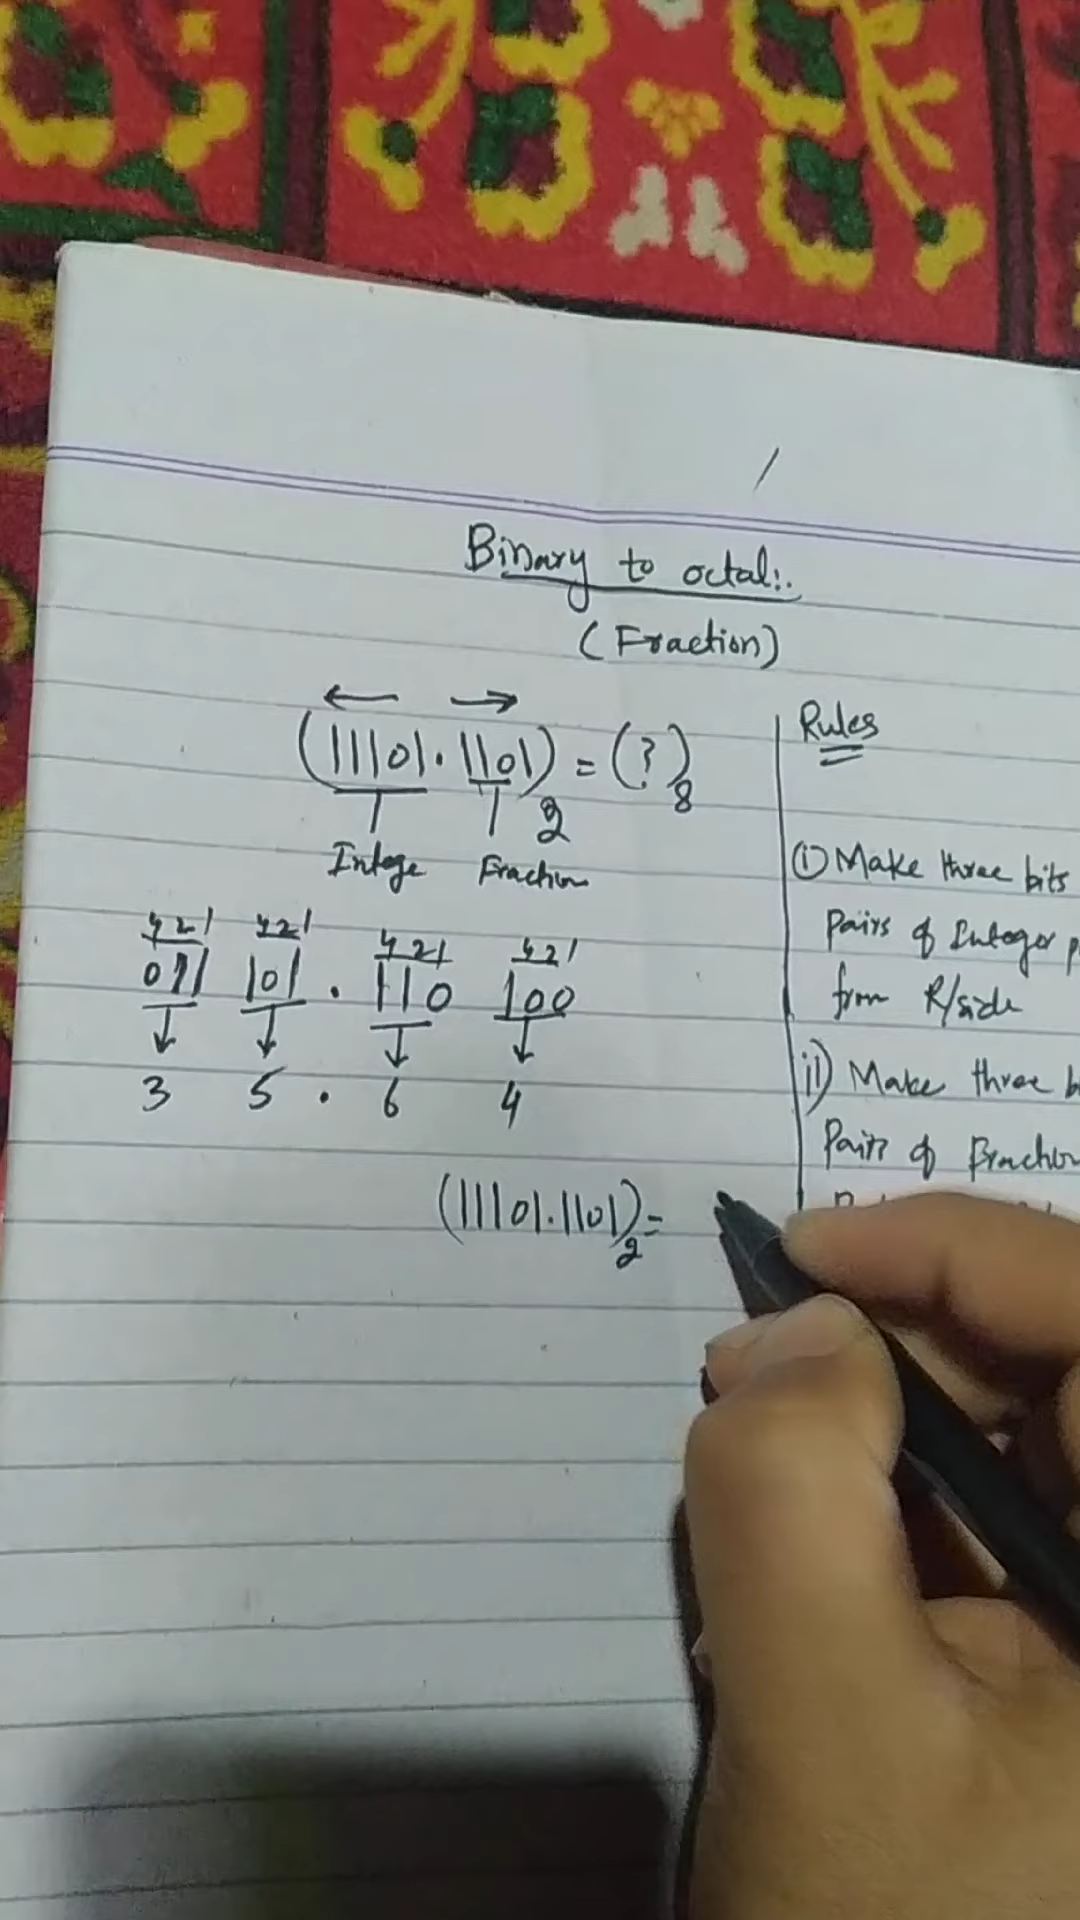 Binary to octal:.
(Fraction)
(11101.1101)2 = (?)8
Intege Fraction
421 421 421 421
011 101 . 110 100
3 5 . 6 4
(11101.1101)2 =
Rules
(i) Make three bits
Pairs of Integer
from R/side
ii) Make three
Pairs of Fraction